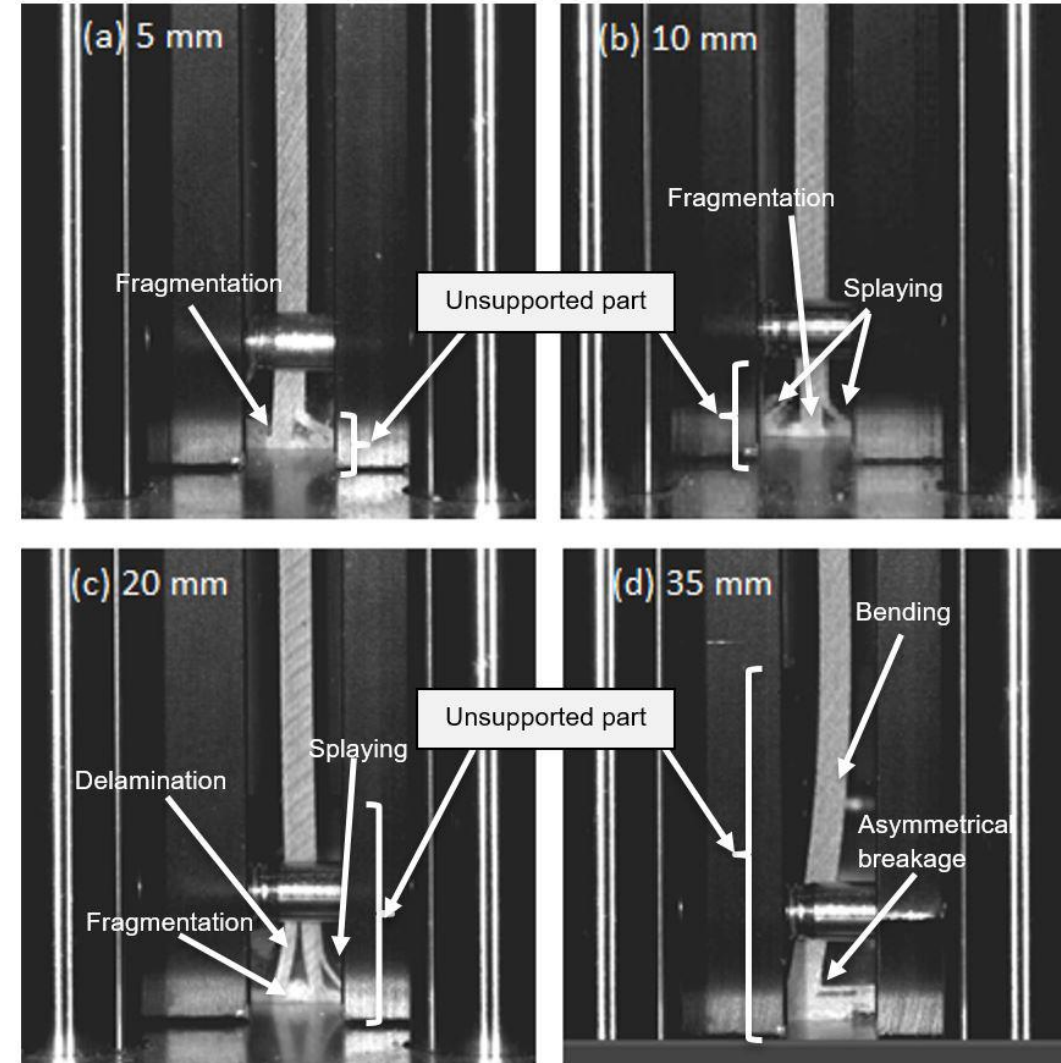 (a) 5 mm
(b) 10 mm
Fragmentation
Fragmentation
Unsupported part
Splaying
(c) 20 mm
(d) 35 mm
Bending
Unsupported part
Splaying
Delamination
Asymmetrical
breakage
Fragmentation